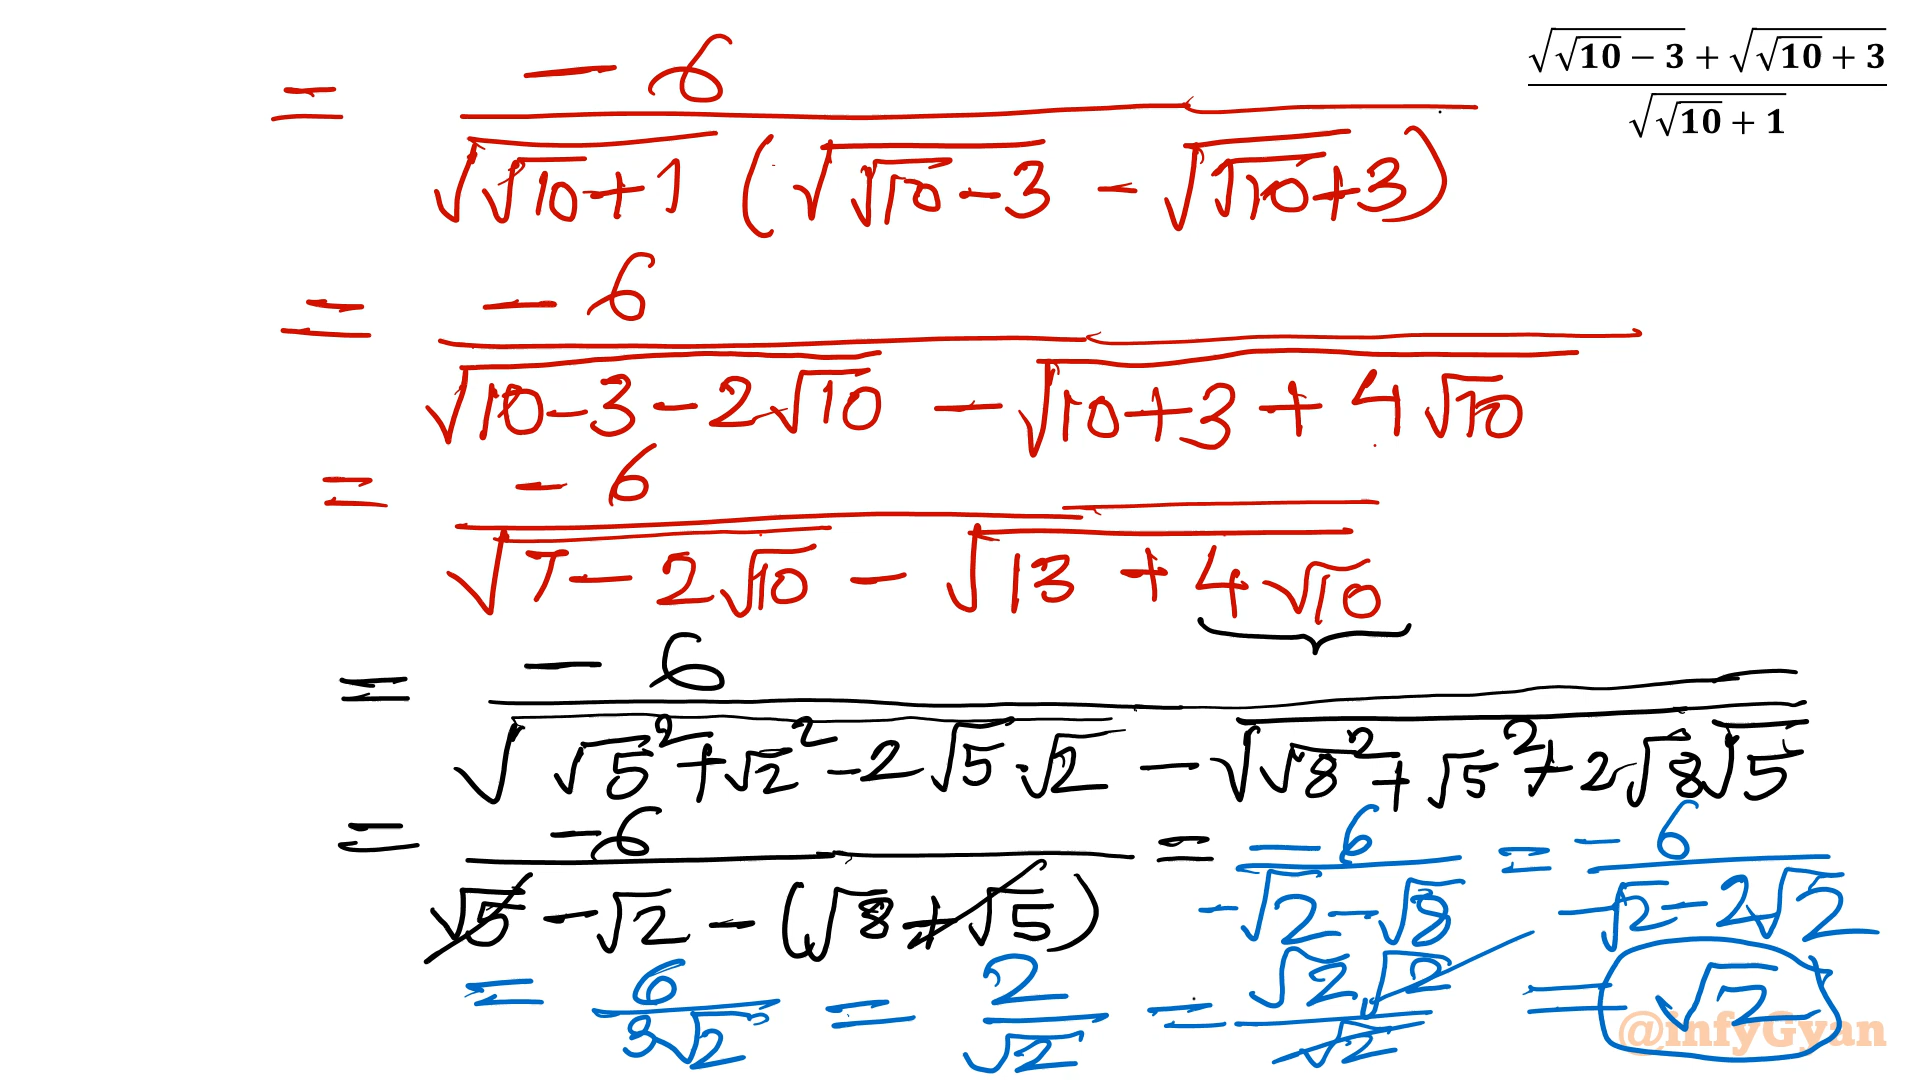 (√(√10 − 3) + √(√10 + 3)) / √(√10 + 1)
= −6 / (√(√10 + 1) (√(√10 − 3) − √(√10 + 3)))
= −6 / (√(10 − 3 − 2√10) − √(10 + 3 + 4√10))
= −6 / (√(7 − 2√10) − √(13 + 4√10))
= −6 / (√(√5² + √2² − 2√5√2) − √(√8² + √5² + 2√8√5))
= −6 / (√5 − √2 − (√8 + √5)) = −6 / (−√2 − √8) = −6 / (−√2 − 2√2)
= 6 / (3√2) = 2 / √2 = √2√2 / √2 = √2
@infyGyan